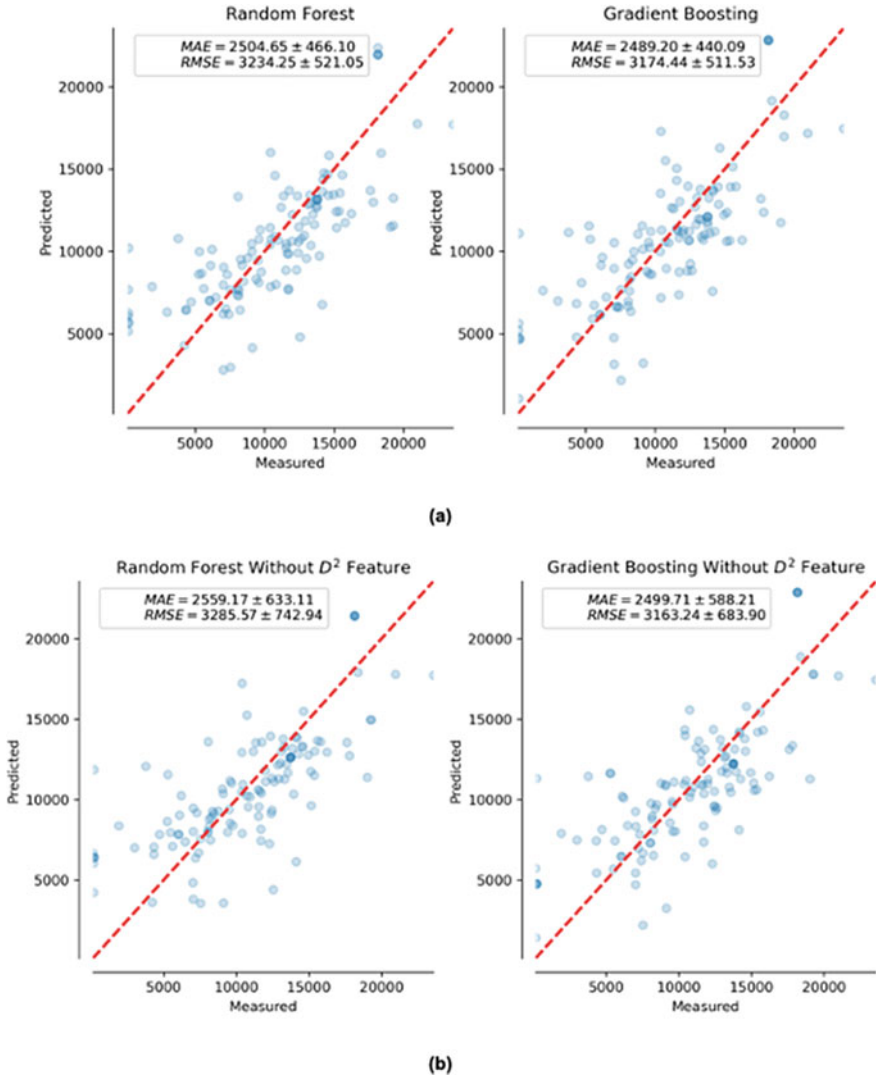 Random Forest
MAE = 2504.65 ± 466.10
RMSE = 3234.25 ± 521.05
20000
15000
10000
5000
Predicted
5000 10000 15000 20000
Measured
Gradient Boosting
MAE = 2489.20 ± 440.09
RMSE = 3174.44 ± 511.53
20000
15000
10000
5000
Predicted
5000 10000 15000 20000
Measured
(a)
Random Forest Without D² Feature
MAE = 2559.17 ± 633.11
RMSE = 3285.57 ± 742.94
20000
15000
10000
5000
Predicted
5000 10000 15000 20000
Measured
Gradient Boosting Without D² Feature
MAE = 2499.71 ± 588.21
RMSE = 3163.24 ± 683.90
20000
15000
10000
5000
Predicted
5000 10000 15000 20000
Measured
(b)